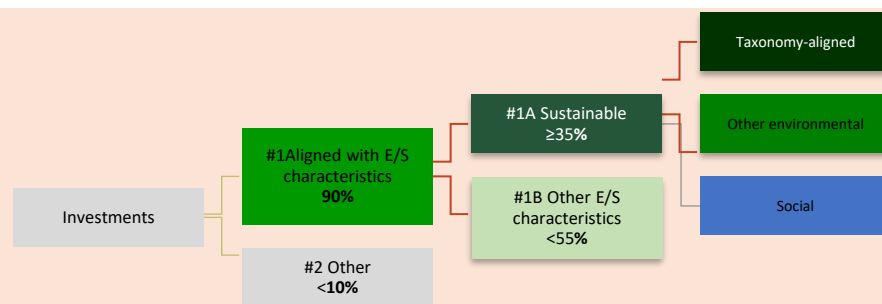 Investments
#1Aligned with E/S
characteristics
90%
#2 Other
<10%
#1A Sustainable
≥35%
#1B Other E/S
characteristics
<55%
Taxonomy-aligned
Other environmental
Social